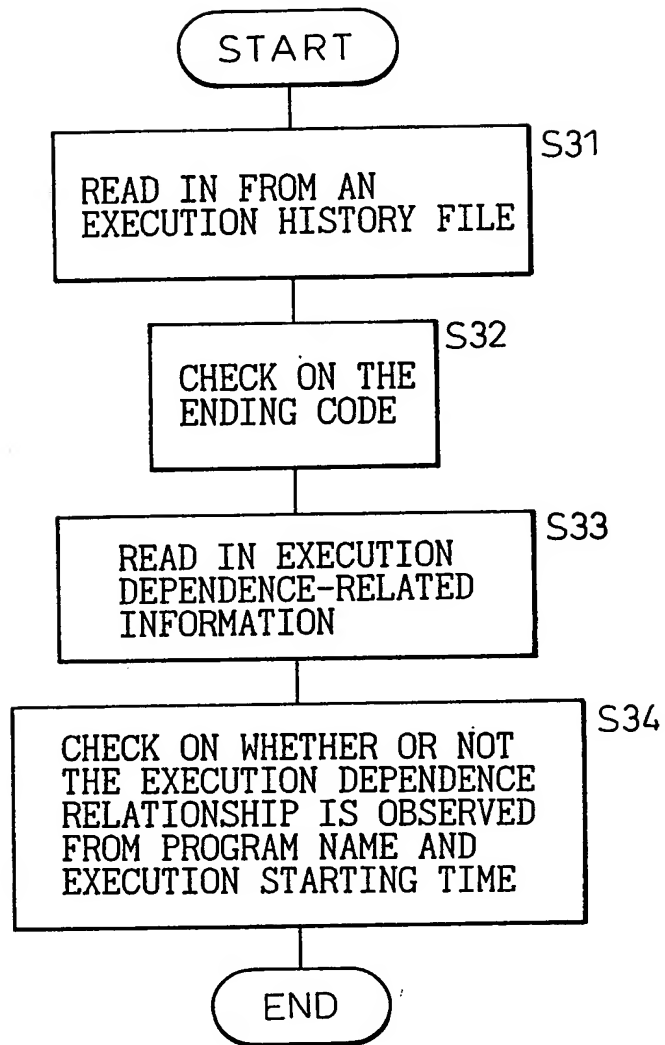 START
S31
READ IN FROM AN
EXECUTION HISTORY FILE
S32
CHECK ON THE
ENDING CODE
S33
READ IN EXECUTION
DEPENDENCE-RELATED
INFORMATION
S34
CHECK ON WHETHER OR NOT
THE EXECUTION DEPENDENCE
RELATIONSHIP IS OBSERVED
FROM PROGRAM NAME AND
EXECUTION STARTING TIME
END